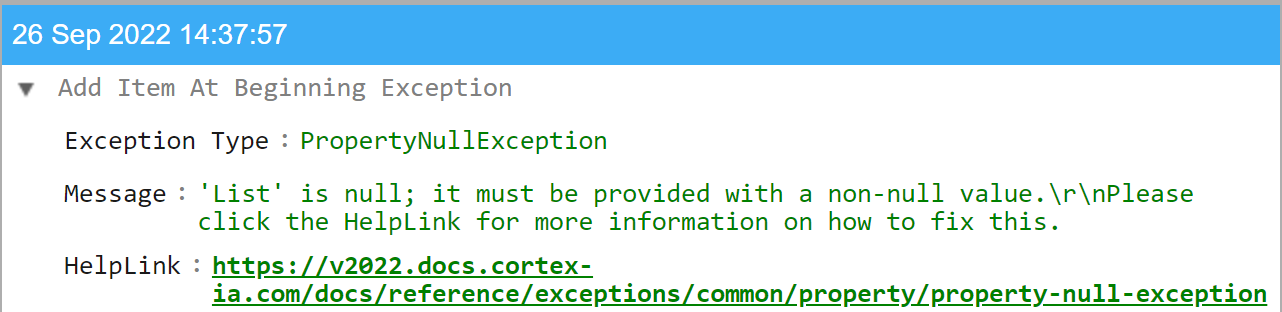 26 Sep 2022 14:37:57
Add Item At Beginning Exception
Exception Type : PropertyNullException
Message : 'List' is null; it must be provided with a non-null value.\r\nPlease
click the HelpLink for more information on how to fix this.
HelpLink : https://v2022.docs.cortex-
ia.com/docs/reference/exceptions/common/property/property-null-exception